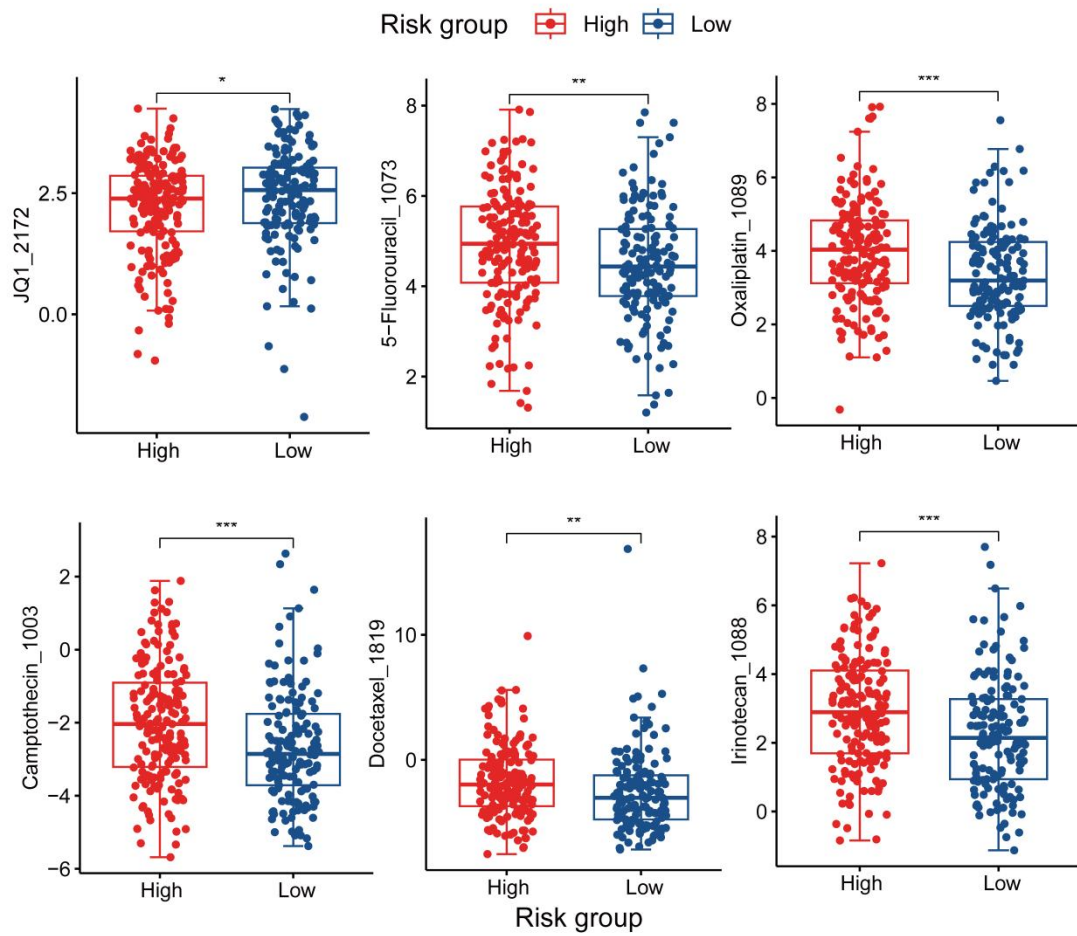 Risk group High Low
*
JQ1_2172
2.5
0.0
High Low
**
5−Fluorouracil_1073
8
6
4
2
High Low
***
Oxaliplatin_1089
8
6
4
2
0
High Low
***
Camptothecin_1003
2
0
−2
−4
−6
High Low
**
Docetaxel_1819
10
0
High Low
***
Irinotecan_1088
8
6
4
2
0
High Low
Risk group